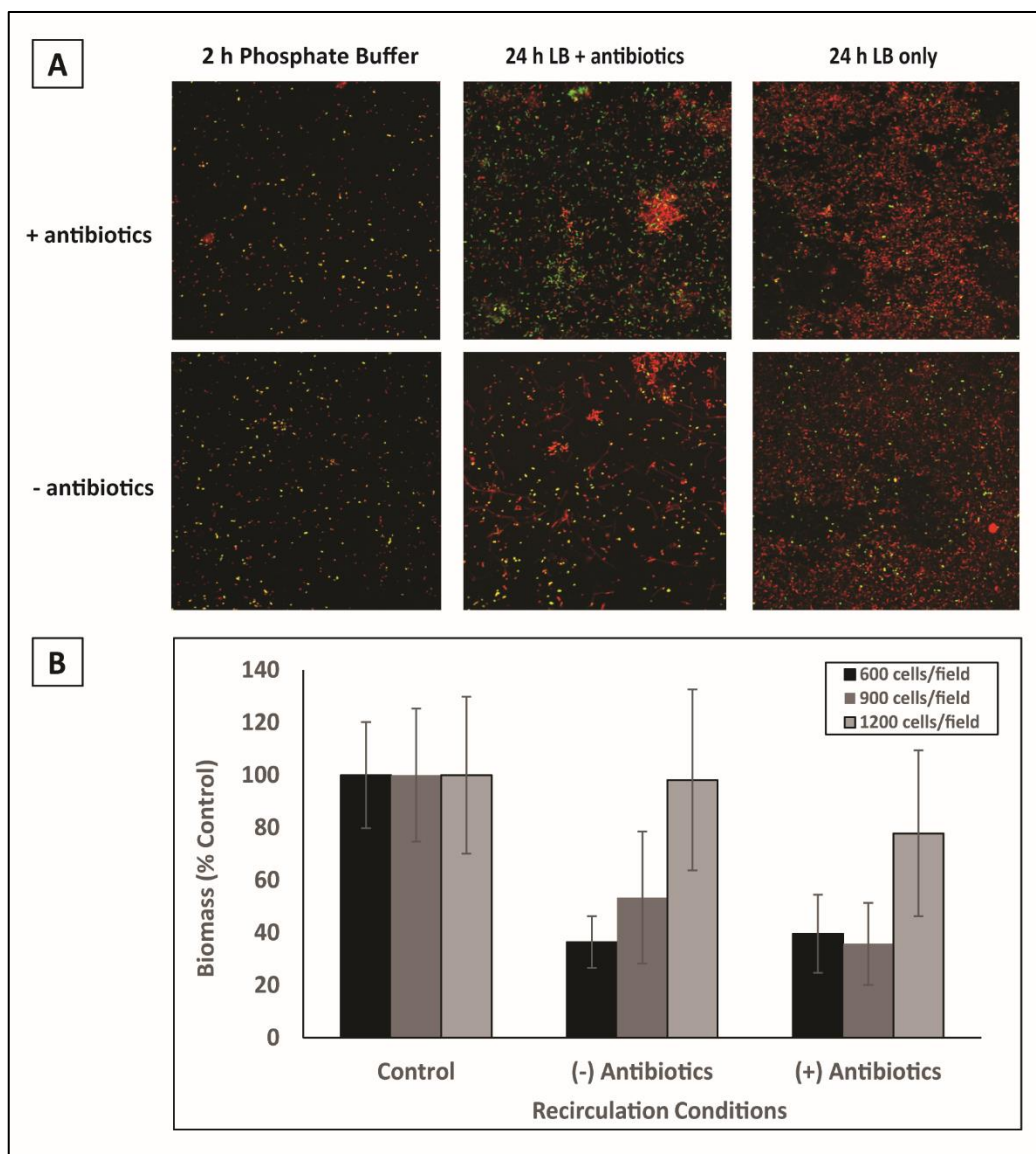 A
2 h Phosphate Buffer
24 h LB + antibiotics
24 h LB only
+ antibiotics
- antibiotics
B
140
120
100
80
60
40
20
0
Biomass (% Control)
600 cells/field
900 cells/field
1200 cells/field
Control
(-) Antibiotics
(+) Antibiotics
Recirculation Conditions